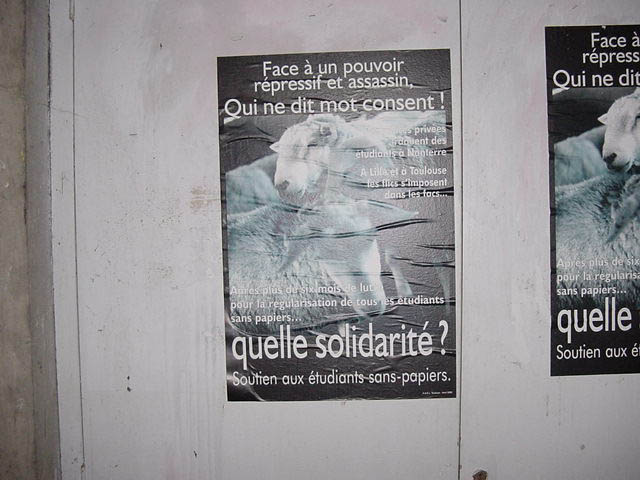 Face à un pouvoir
répressif et assassin,
Qui ne dit mot consent !
privées
des
étudiants à Nanterre
A Lille et à Toulouse
les flics s'imposent
dans les facs...
Après plus de six mois de
pour la régularisation de tous les étudiants
sans papiers...
quelle solidarité ?
Soutien aux étudiants sans-papiers.
Face à
répress
Qui ne dit
Après plus de six
pour la régularisa
sans papiers...
quelle
Soutien aux é